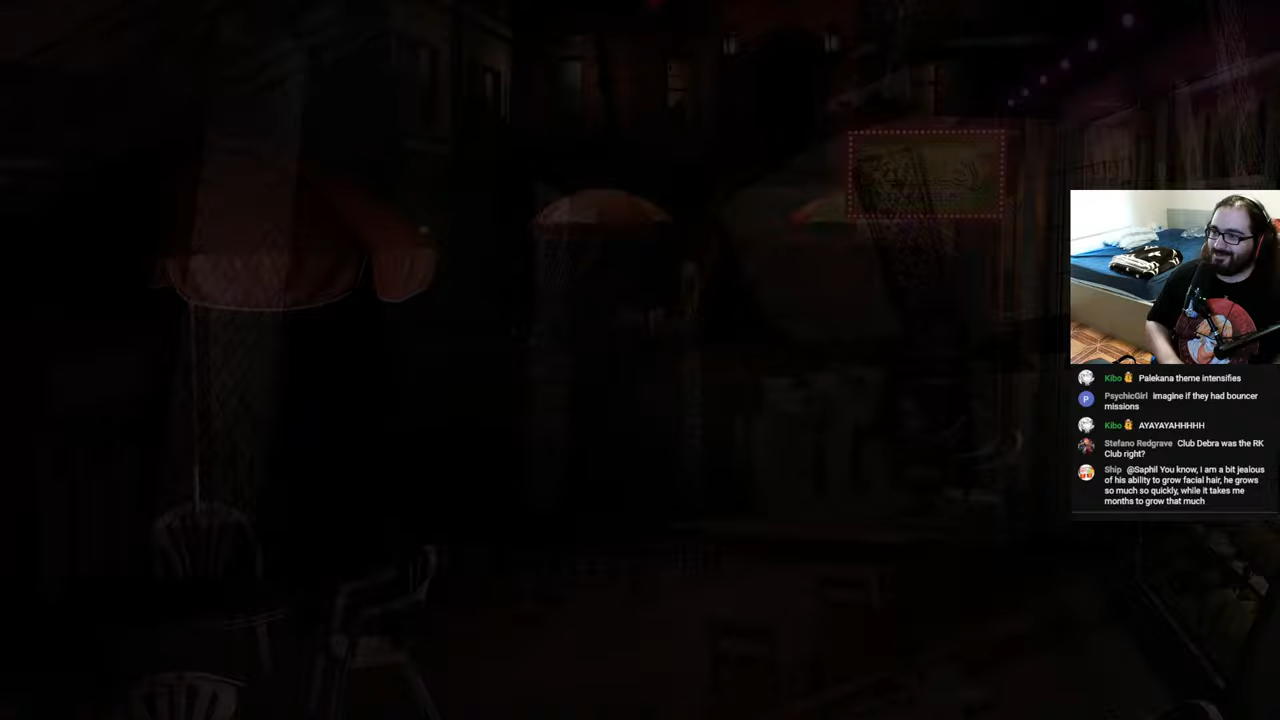 Kibo Palekana theme intensifies
PsychicGirl Imagine if they had bouncer
missions
Kibo AYAYAYAHHHHH
Stefano Redgrave Club Debra was the RK
Club right?
Ship @Saphil You know, I am a bit jealous
of his ability to grow facial hair, he grows
so much so quickly, while it takes me
months to grow that much
P